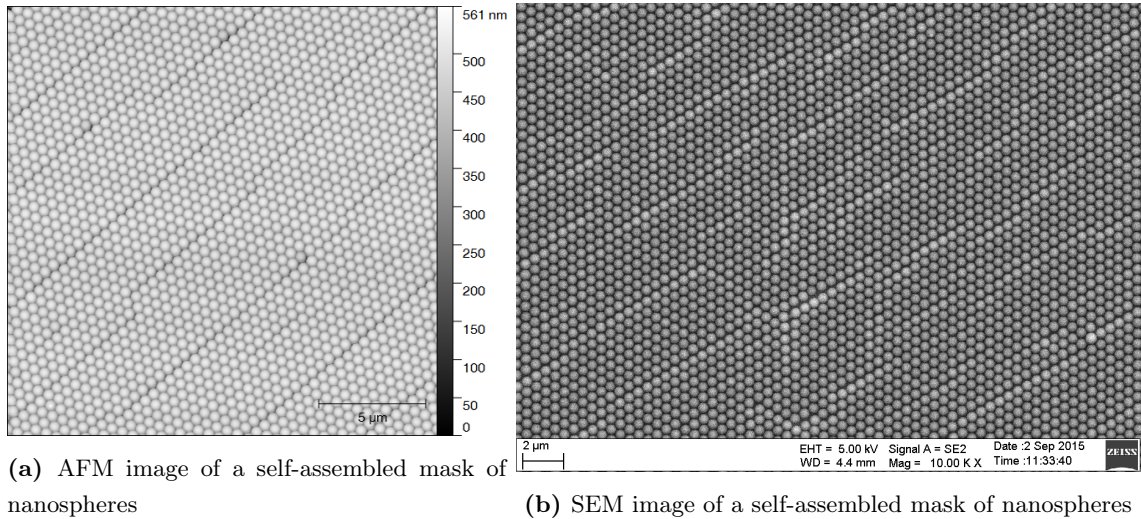 561 nm
500
450
400
350
300
250
200
150
100
50
0
5 µm
2 µm
EHT = 5.00 kV Signal A = SE2 Date :2 Sep 2015
WD = 4.4 mm Mag = 10.00 K X Time :11:33:40
ZEISS
(a) AFM image of a self-assembled mask of
nanospheres
(b) SEM image of a self-assembled mask of nanospheres